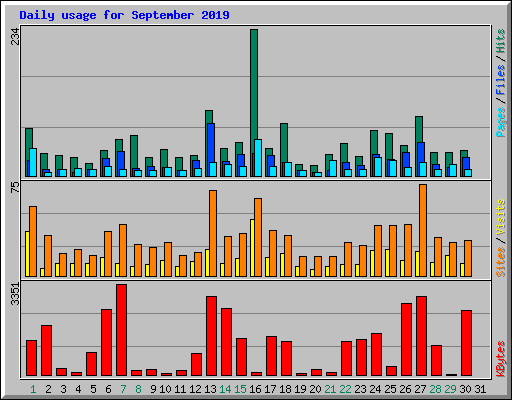 Daily usage for September 2019
234
Pages / Files / Hits
75
Sites / Visits
3351
KBytes
1 2 3 4 5 6 7 8 9 10 11 12 13 14 15 16 17 18 19 20 21 22 23 24 25 26 27 28 29 30 31